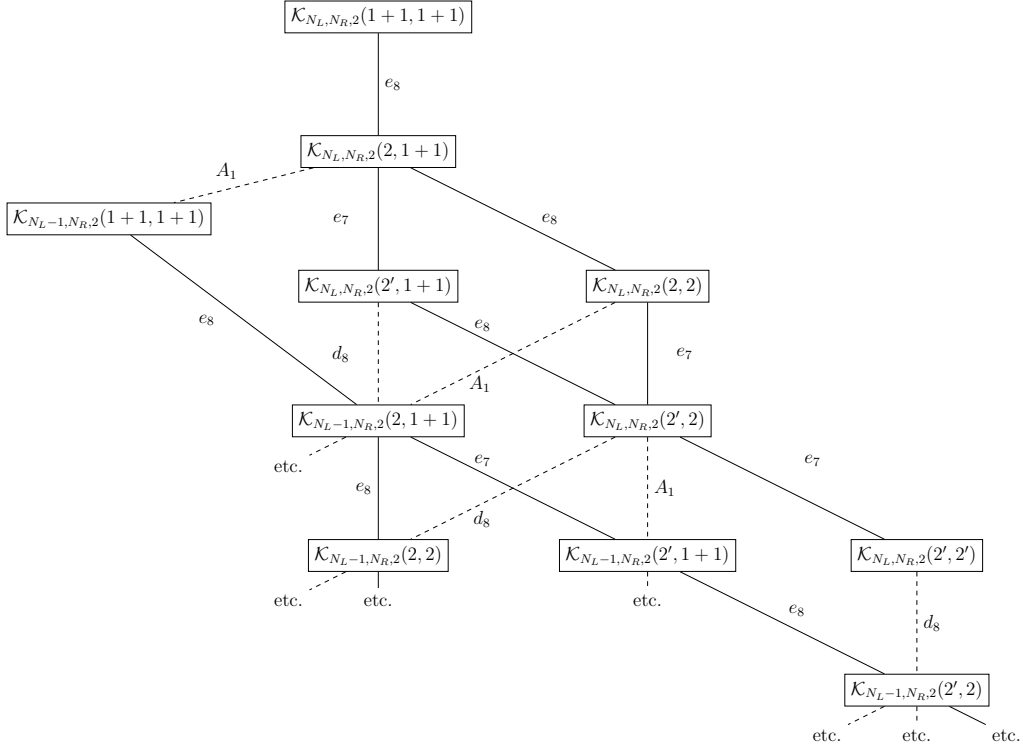 𝒦_{N_L,N_R,2}(1+1,1+1)
e_8
𝒦_{N_L,N_R,2}(2,1+1)
A_1
𝒦_{N_L−1,N_R,2}(1+1,1+1)
e_7
e_8
𝒦_{N_L,N_R,2}(2′,1+1)
𝒦_{N_L,N_R,2}(2,2)
e_8
e_8
d_8
e_7
A_1
𝒦_{N_L−1,N_R,2}(2,1+1)
𝒦_{N_L,N_R,2}(2′,2)
etc.
e_8
e_7
d_8
A_1
e_7
𝒦_{N_L−1,N_R,2}(2,2)
𝒦_{N_L−1,N_R,2}(2′,1+1)
𝒦_{N_L,N_R,2}(2′,2′)
etc.
etc.
etc.
e_8
d_8
𝒦_{N_L−1,N_R,2}(2′,2)
etc.
etc.
etc.